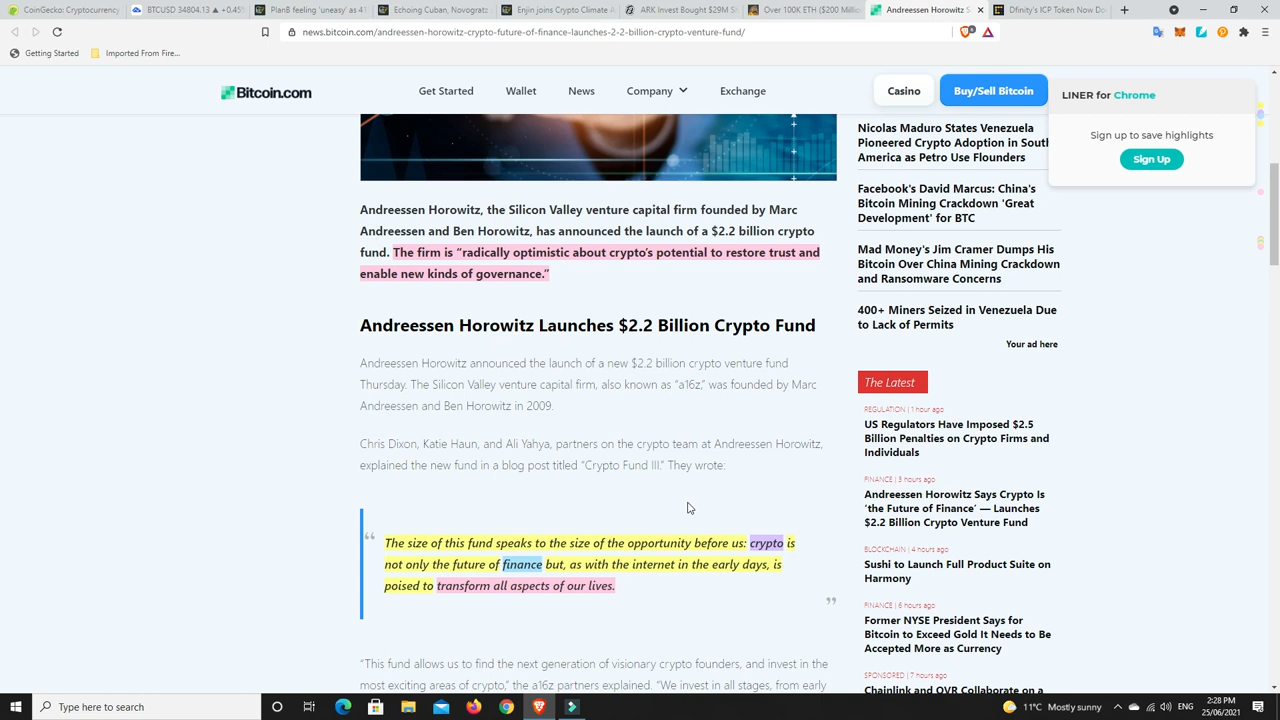 CoinGecko: Cryptocurrency
BTCUSD 34804.13 ▲ +0.45%
PlanB feeling 'uneasy' as 41
Echoing Cuban, Novogratz
Enjin joins Crypto Climate A
ARK Invest Bought $29M Sh
Over 100K ETH ($200 Millio
Andreessen Horowitz S
Dfinity's ICP Token Now Do
news.bitcoin.com/andreessen-horowitz-crypto-future-of-finance-launches-2-2-billion-crypto-venture-fund/
Getting Started
Imported From Fire...
Bitcoin.com
Get Started
Wallet
News
Company
Exchange
Casino
Buy/Sell Bitcoin
LINER for Chrome
Sign up to save highlights
Sign Up
Andreessen Horowitz, the Silicon Valley venture capital firm founded by Marc
Andreessen and Ben Horowitz, has announced the launch of a $2.2 billion crypto
fund. The firm is “radically optimistic about crypto’s potential to restore trust and
enable new kinds of governance.”
Andreessen Horowitz Launches $2.2 Billion Crypto Fund
Andreessen Horowitz announced the launch of a new $2.2 billion crypto venture fund
Thursday. The Silicon Valley venture capital firm, also known as “a16z,” was founded by Marc
Andreessen and Ben Horowitz in 2009.
Chris Dixon, Katie Haun, and Ali Yahya, partners on the crypto team at Andreessen Horowitz,
explained the new fund in a blog post titled “Crypto Fund III.” They wrote:
“
The size of this fund speaks to the size of the opportunity before us: crypto is
not only the future of finance but, as with the internet in the early days, is
poised to transform all aspects of our lives.
”
“This fund allows us to find the next generation of visionary crypto founders, and invest in the
most exciting areas of crypto,” the a16z partners explained. “We invest in all stages, from early
Nicolas Maduro States Venezuela
Pioneered Crypto Adoption in South
America as Petro Use Flounders
Facebook's David Marcus: China's
Bitcoin Mining Crackdown 'Great
Development' for BTC
Mad Money's Jim Cramer Dumps His
Bitcoin Over China Mining Crackdown
and Ransomware Concerns
400+ Miners Seized in Venezuela Due
to Lack of Permits
Your ad here
The Latest
REGULATION | 1 hour ago
US Regulators Have Imposed $2.5
Billion Penalties on Crypto Firms and
Individuals
FINANCE | 3 hours ago
Andreessen Horowitz Says Crypto Is
‘the Future of Finance’ — Launches
$2.2 Billion Crypto Venture Fund
BLOCKCHAIN | 4 hours ago
Sushi to Launch Full Product Suite on
Harmony
FINANCE | 6 hours ago
Former NYSE President Says for
Bitcoin to Exceed Gold It Needs to Be
Accepted More as Currency
SPONSORED | 7 hours ago
Chainlink and OVR Collaborate on a
Type here to search
11°C Mostly sunny
ENG
2:28 PM
25/06/2021